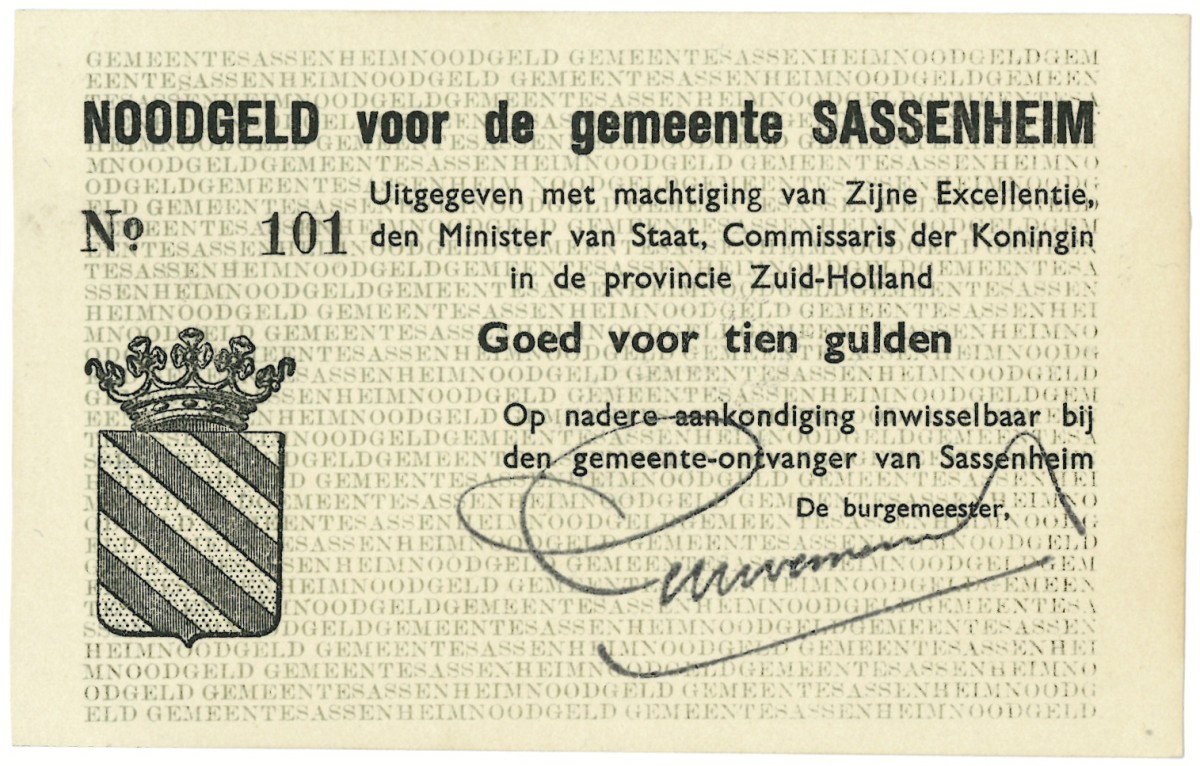 NOODGELD voor de gemeente SASSENHEIM
Uitgegeven met machtiging van Zijne Excellentie,
No 101 den Minister van Staat, Commissaris der Koningin
in de provincie Zuid-Holland
Goed voor tien gulden
Op nadere aankondiging inwisselbaar bij
den gemeente-ontvanger van Sassenheim
De burgemeester,